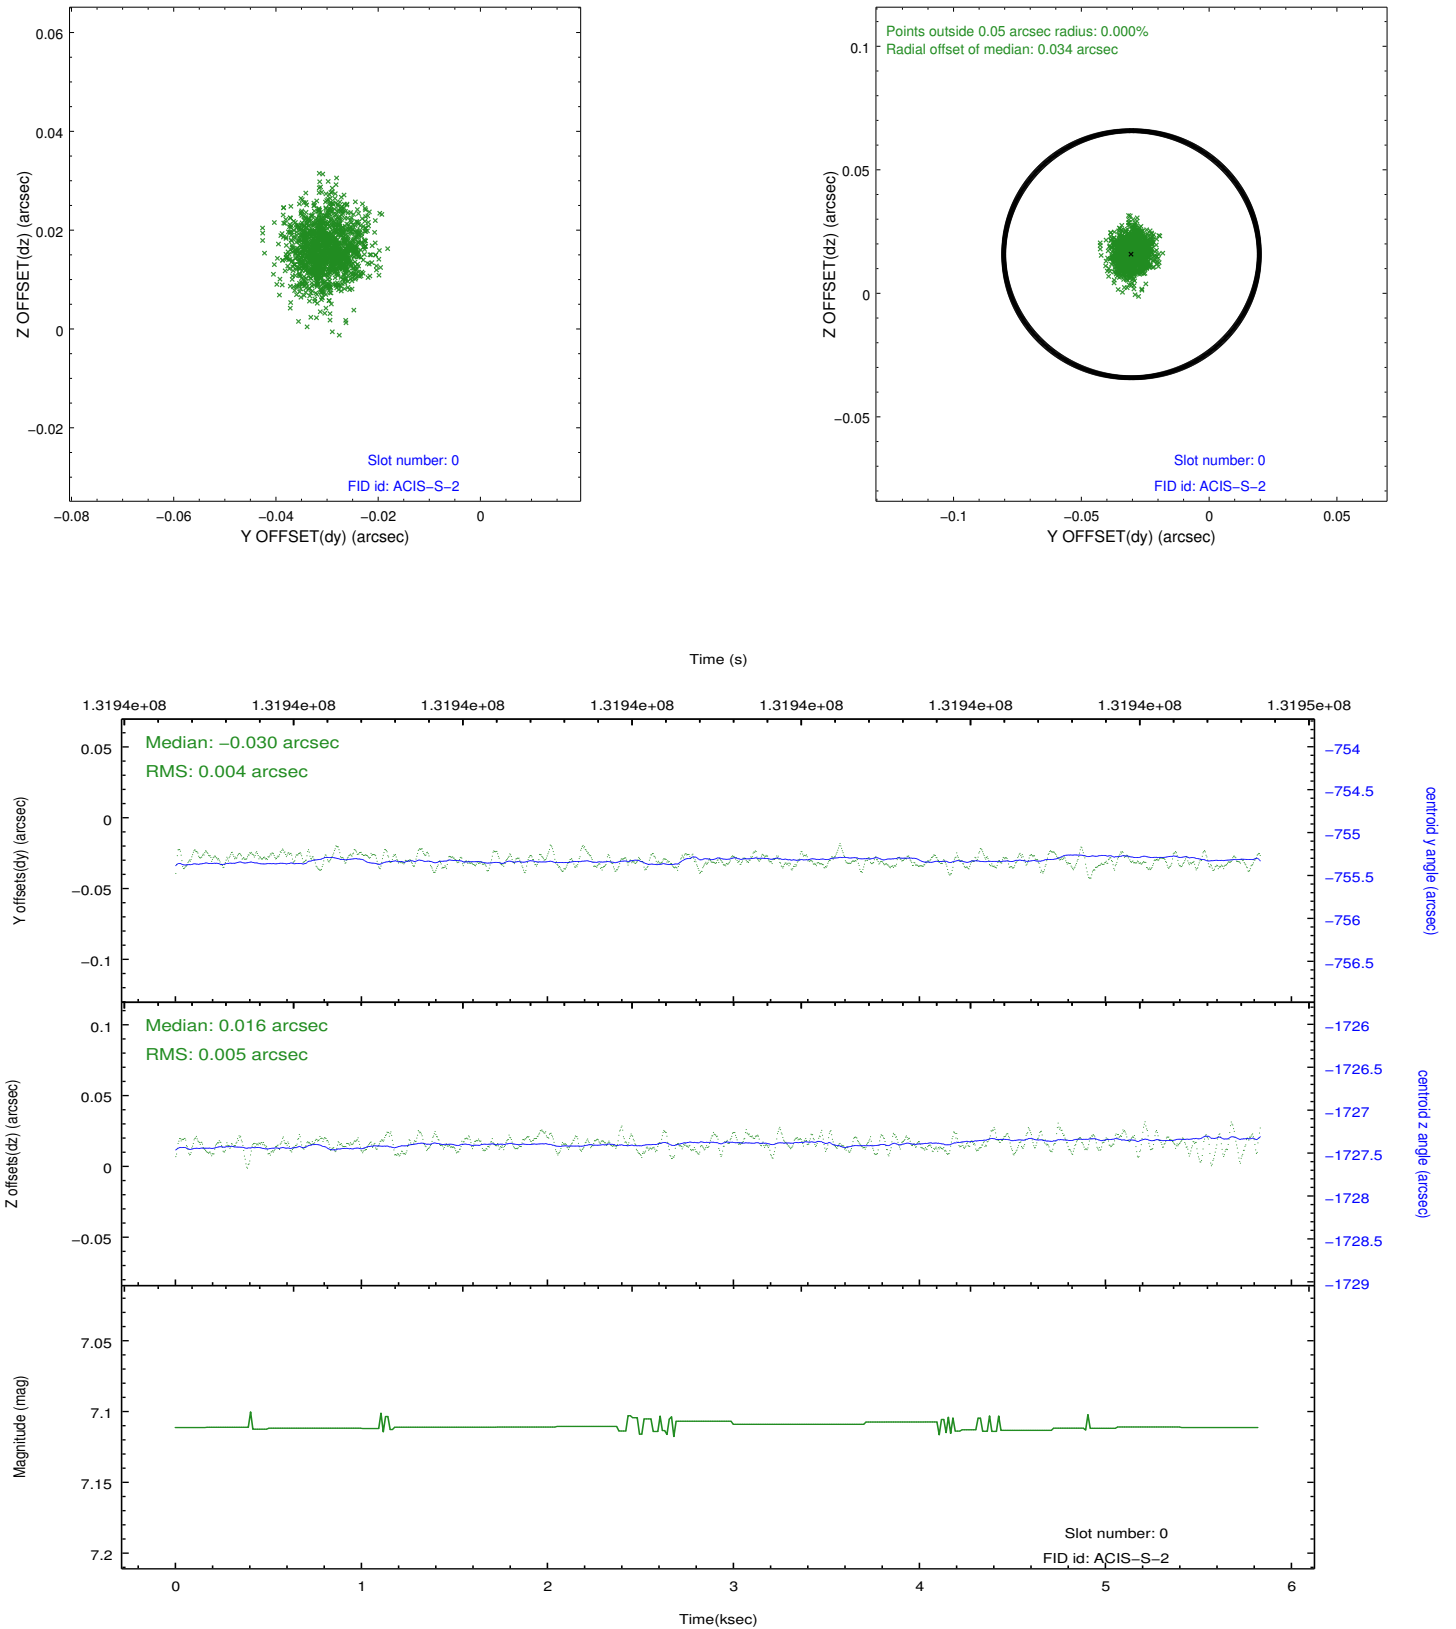 0.06
0.04
0.02
0
−0.02
Z OFFSET(dz) (arcsec)
Slot number: 0
FID id: ACIS−S−2
−0.08 −0.06 −0.04 −0.02 0
Y OFFSET(dy) (arcsec)
Points outside 0.05 arcsec radius: 0.000%
Radial offset of median: 0.034 arcsec
0.1
0.05
0
−0.05
Z OFFSET(dz) (arcsec)
Slot number: 0
FID id: ACIS−S−2
−0.1 −0.05 0 0.05
Y OFFSET(dy) (arcsec)
Time (s)
1.3194e+08 1.3194e+08 1.3194e+08 1.3194e+08 1.3194e+08 1.3194e+08 1.3194e+08 1.3195e+08
Median: −0.030 arcsec
RMS: 0.004 arcsec
0.05
0
−0.05
−0.1
Y offsets(dy) (arcsec)
−754
−754.5
−755
−755.5
−756
−756.5
centroid y angle (arcsec)
Median: 0.016 arcsec
RMS: 0.005 arcsec
0.1
0.05
0
−0.05
Z offsets(dz) (arcsec)
−1726
−1726.5
−1727
−1727.5
−1728
−1728.5
−1729
centroid z angle (arcsec)
7.05
7.1
7.15
7.2
Magnitude (mag)
Slot number: 0
FID id: ACIS−S−2
0 1 2 3 4 5 6
Time(ksec)